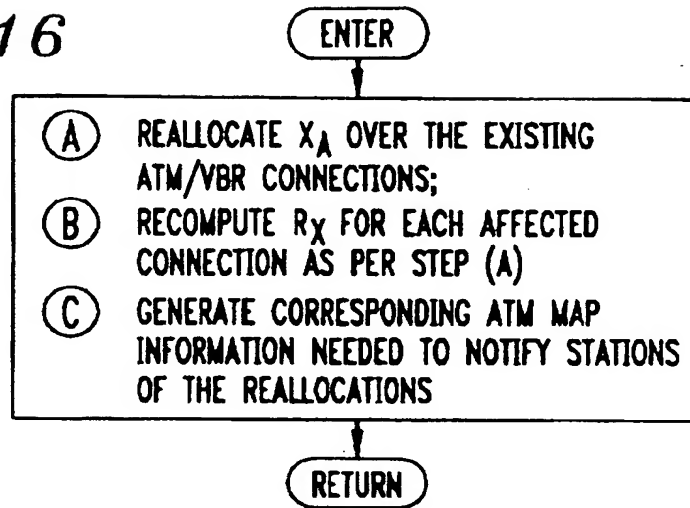 16
ENTER
A REALLOCATE XA OVER THE EXISTING
ATM/VBR CONNECTIONS;
B RECOMPUTE RX FOR EACH AFFECTED
CONNECTION AS PER STEP (A)
C GENERATE CORRESPONDING ATM MAP
INFORMATION NEEDED TO NOTIFY STATIONS
OF THE REALLOCATIONS
RETURN